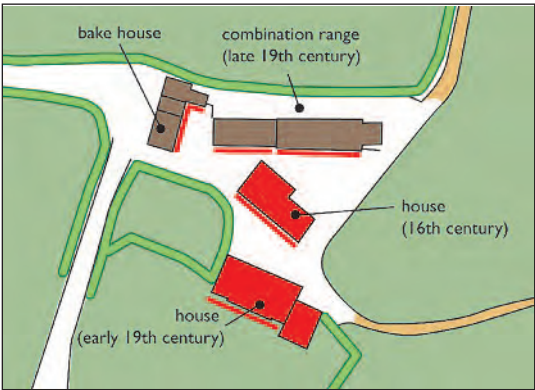 bake house
combination range
(late 19th century)
house
(16th century)
house
(early 19th century)